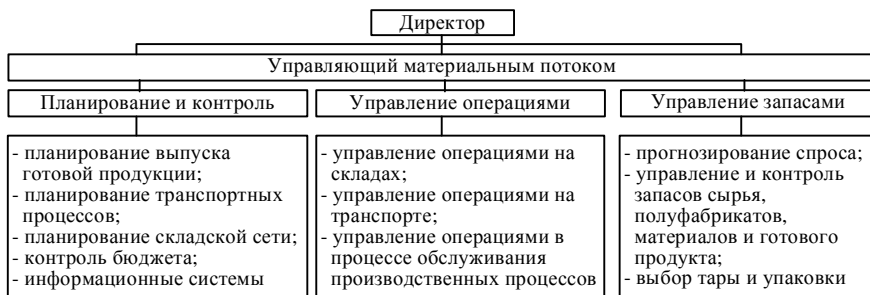 Директор
Управляющий материальным потоком
Планирование и контроль
Управление операциями
Управление запасами
- планирование выпуска
готовой продукции;
- планирование транспортных
процессов;
- планирование складской сети;
- контроль бюджета;
- информационные системы
- управление операциями на
складах;
- управление операциями на
транспорте;
- управление операциями в
процессе обслуживания
производственных процессов
- прогнозирование спроса;
- управление и контроль
запасов сырья,
полуфабрикатов,
материалов и готового
продукта;
- выбор тары и упаковки